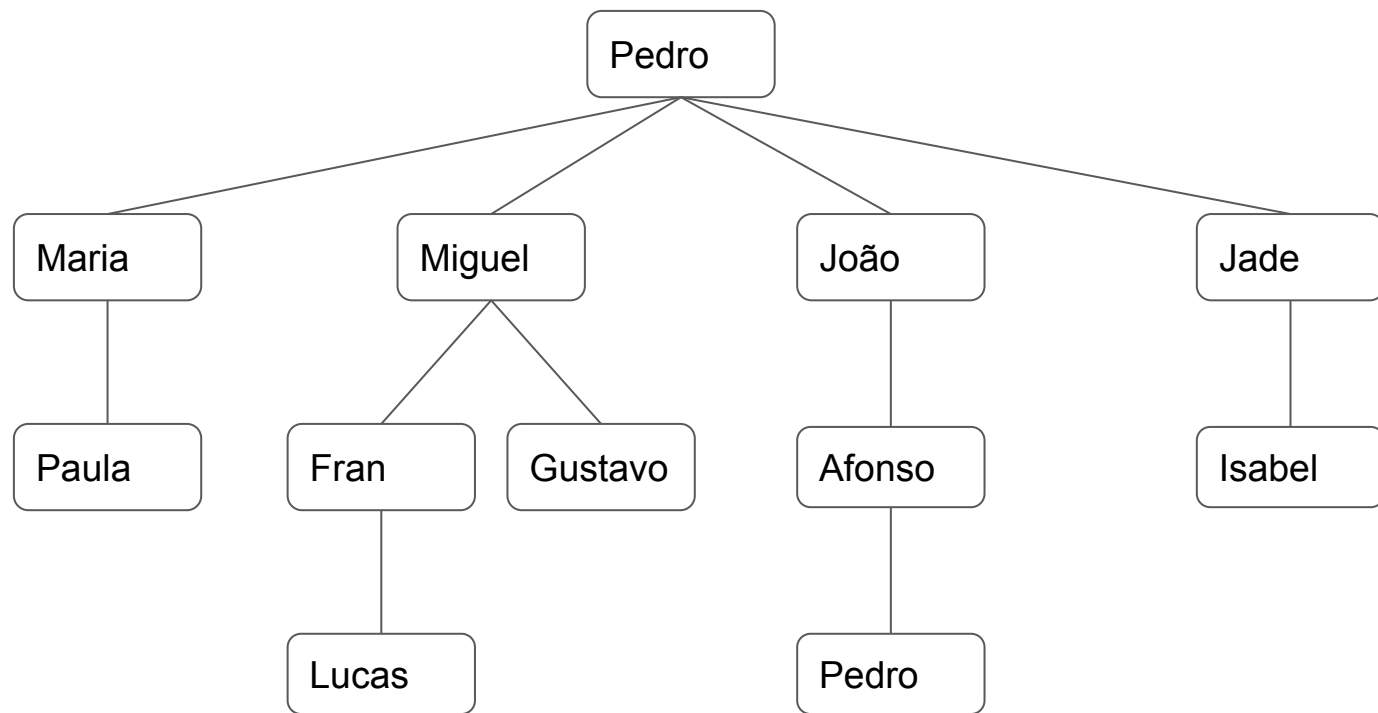 Pedro
Maria
Miguel
João
Jade
Paula
Fran
Gustavo
Afonso
Isabel
Lucas
Pedro